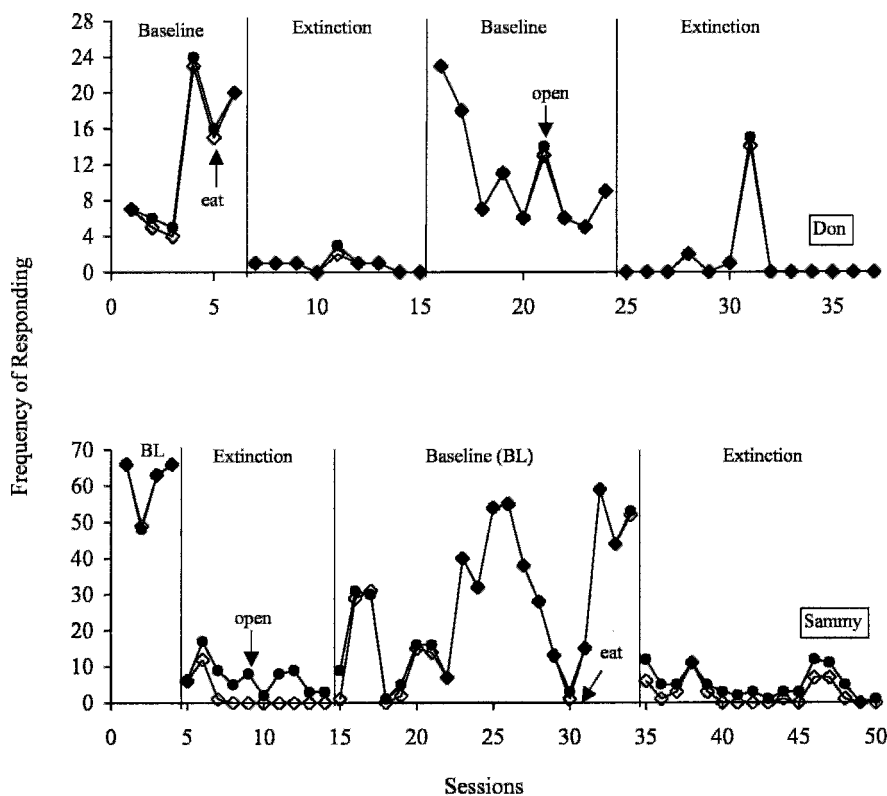 Frequency of Responding
28
24
20
16
12
8
4
0
Baseline
Extinction
Baseline
Extinction
eat
open
Don
0 5 10 15 20 25 30 35
70
60
50
40
30
20
10
0
BL
Extinction
Baseline (BL)
Extinction
open
eat
Sammy
0 5 10 15 20 25 30 35 40 45 50
Sessions